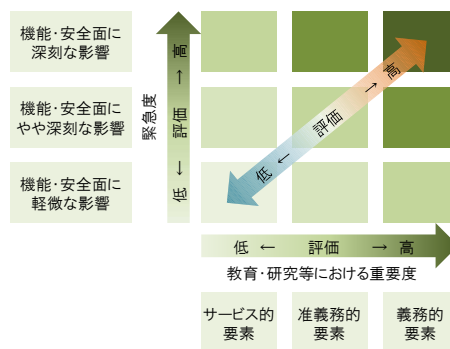 機能・安全面に
深刻な影響
機能・安全面に
やや深刻な影響
機能・安全面に
軽微な影響
緊急度
低 ← 評価 → 高
低 ← 評価 → 高
低 ← 評価 → 高
教育・研究等における重要度
サービス的
要素
准義務的
要素
義務的
要素